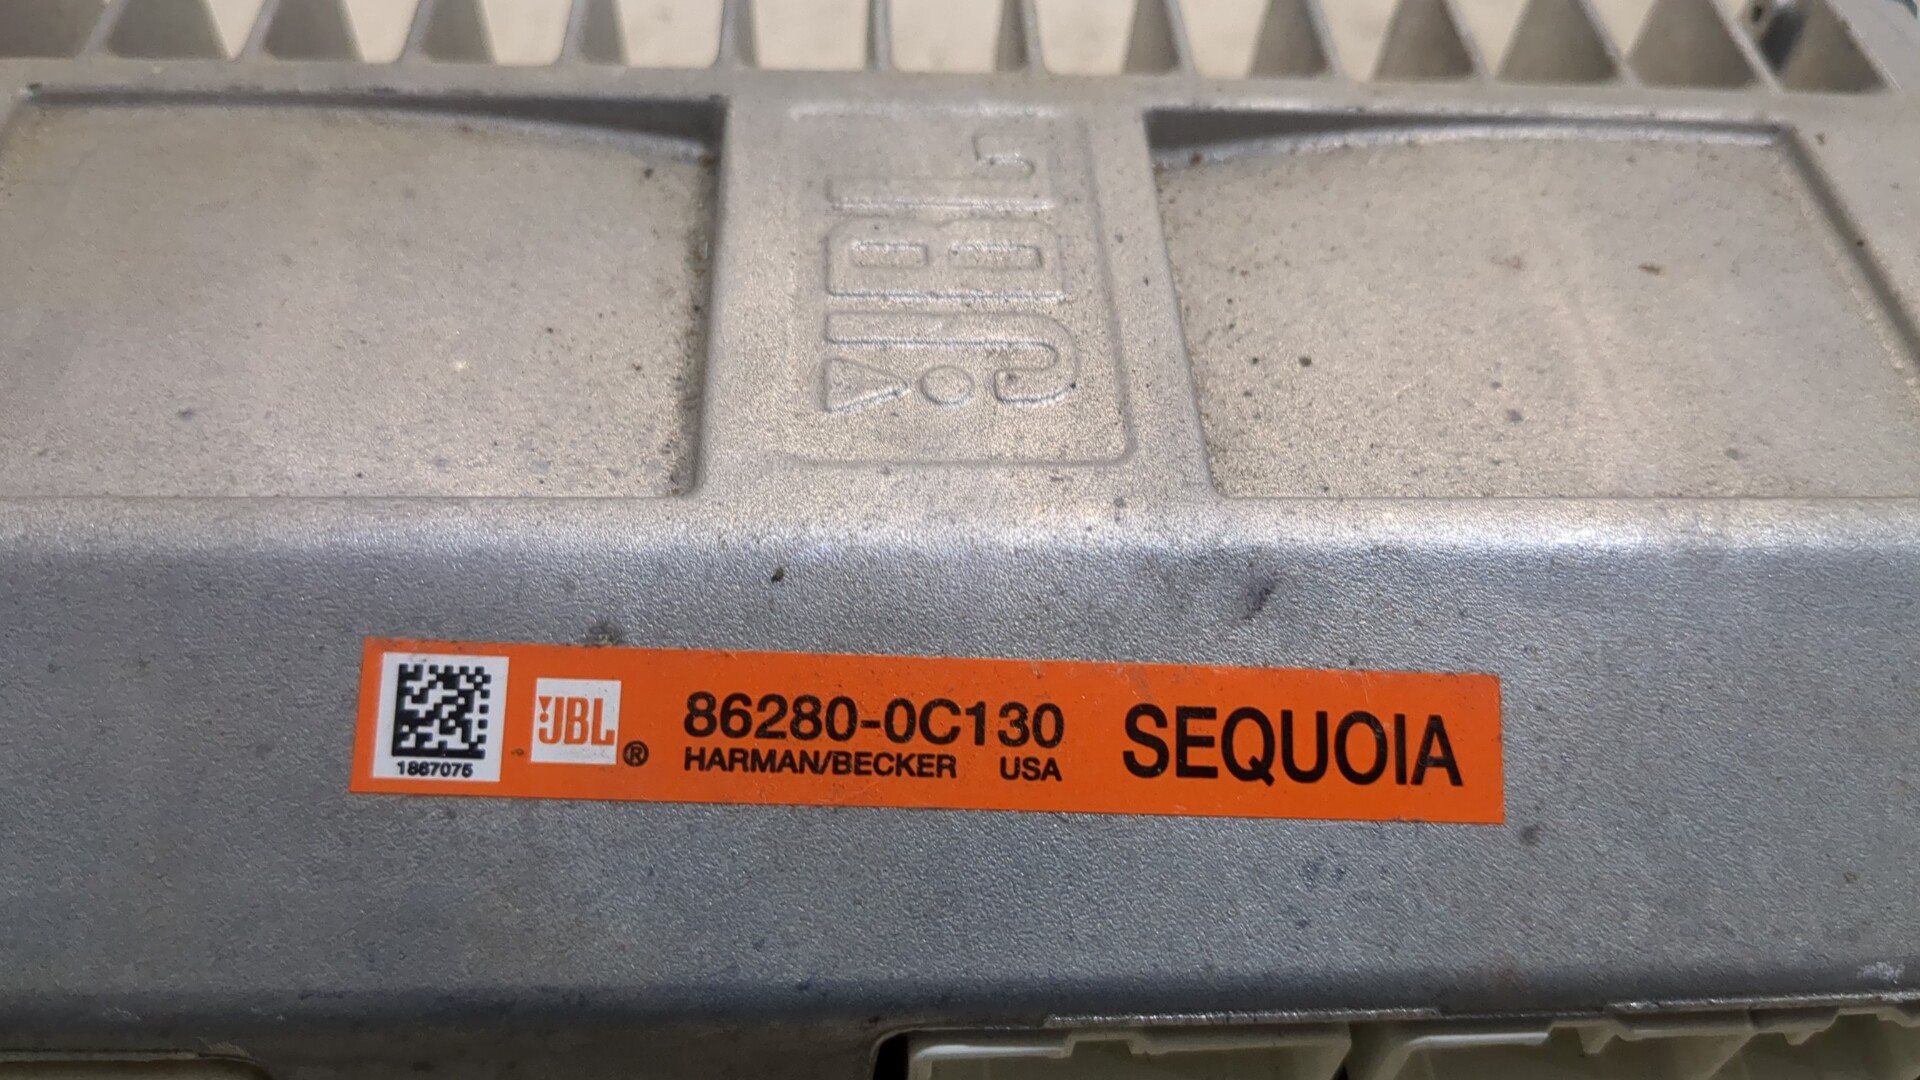 JBL
1867075
JBL®
86280-0C130
HARMAN/BECKER USA
SEQUOIA